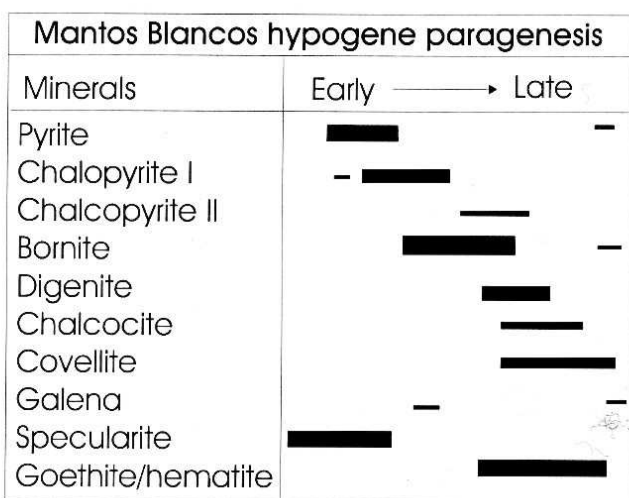 Mantos Blancos hypogene paragenesis
Minerals Early Late
Pyrite
Chalopyrite I
Chalcopyrite II
Bornite
Digenite
Chalcocite
Covellite
Galena
Specularite
Goethite/hematite